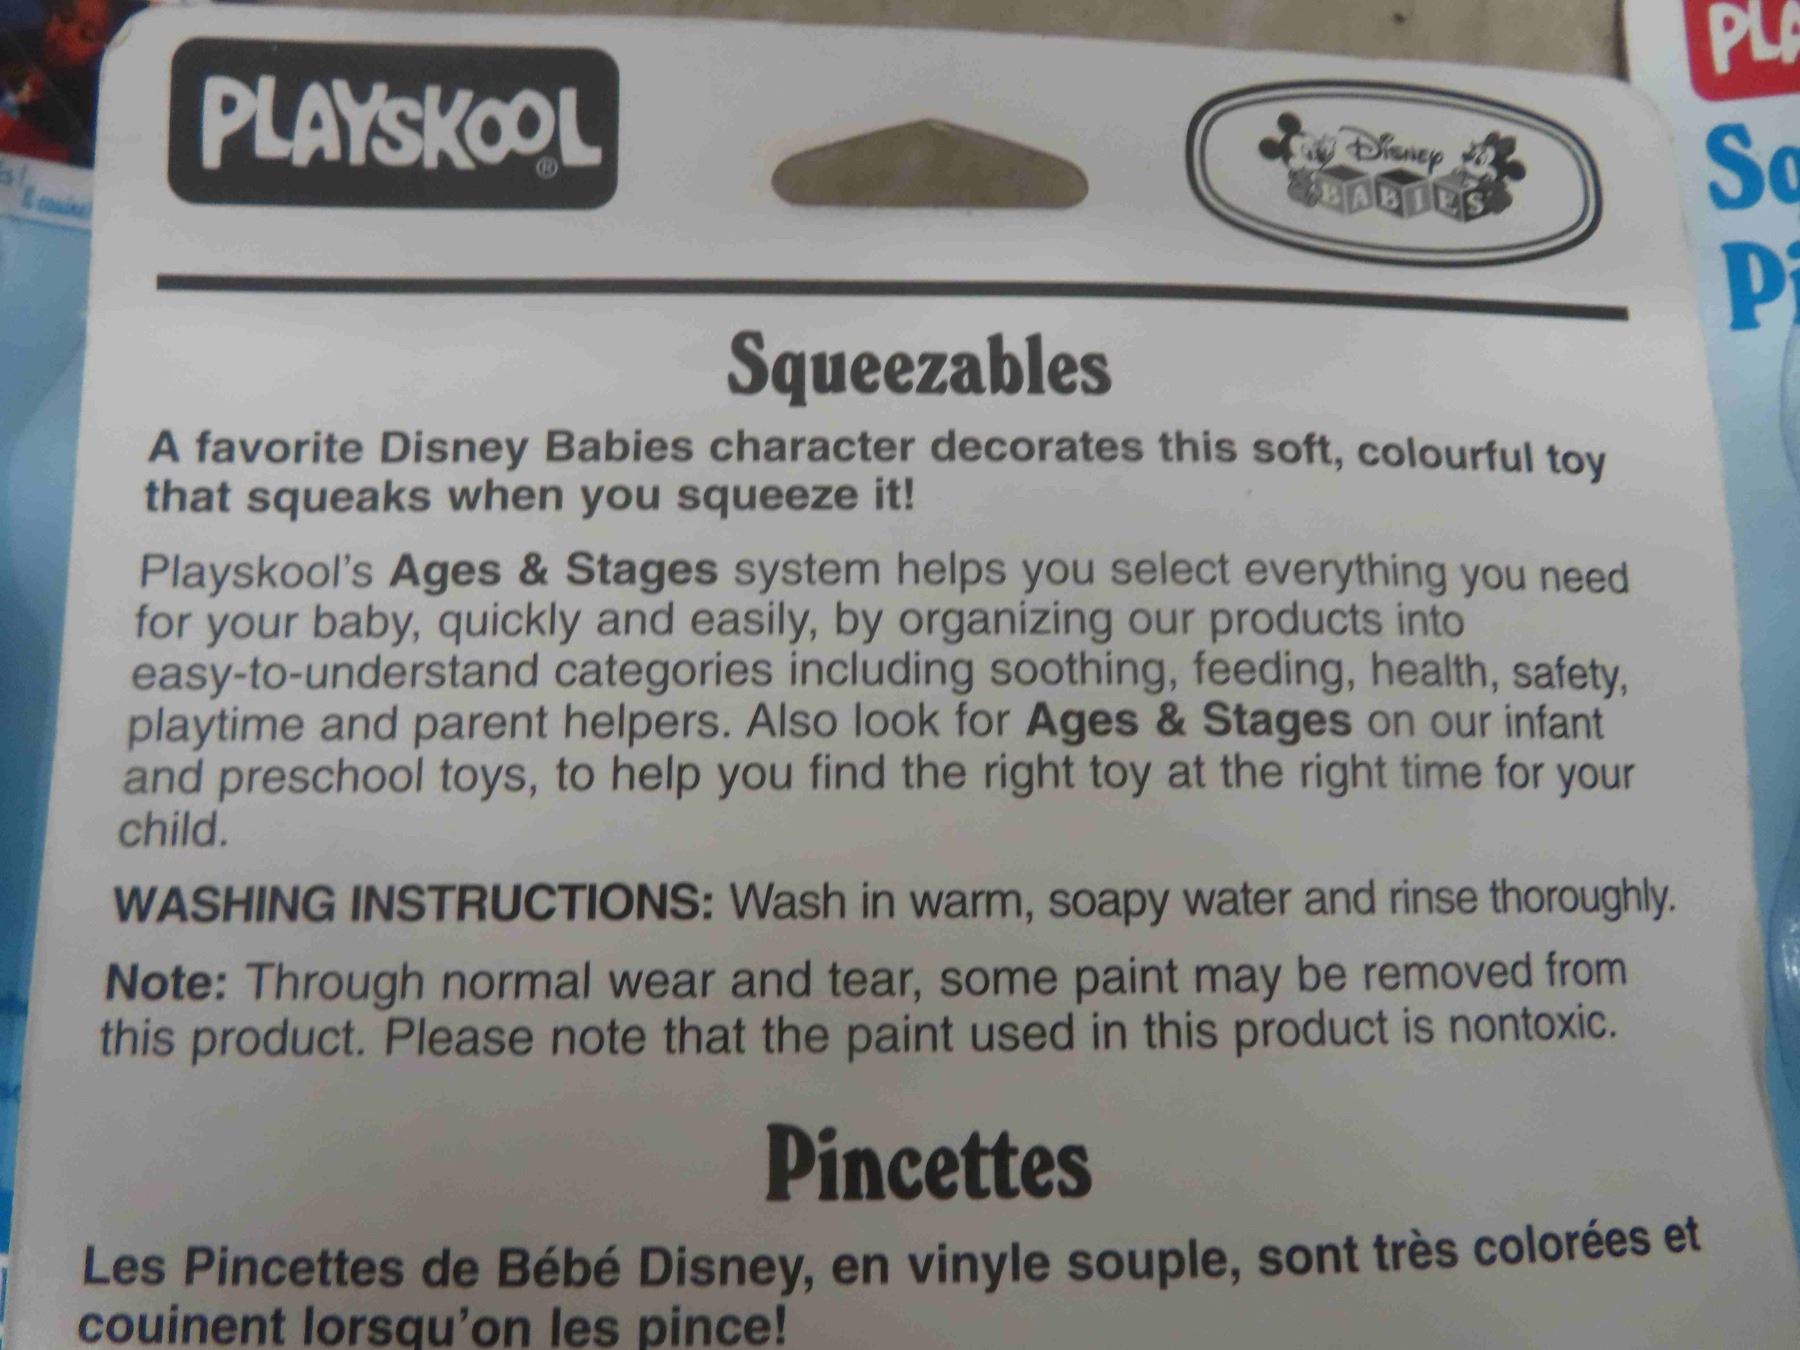 PLAYSKOOL®
Disney
BABIES
Squeezables
A favorite Disney Babies character decorates this soft, colourful toy
that squeaks when you squeeze it!
Playskool's Ages & Stages system helps you select everything you need
for your baby, quickly and easily, by organizing our products into
easy-to-understand categories including soothing, feeding, health, safety,
playtime and parent helpers. Also look for Ages & Stages on our infant
and preschool toys, to help you find the right toy at the right time for your
child.
WASHING INSTRUCTIONS: Wash in warm, soapy water and rinse thoroughly.
Note: Through normal wear and tear, some paint may be removed from
this product. Please note that the paint used in this product is nontoxic.
Pincettes
Les Pincettes de Bébé Disney, en vinyle souple, sont très colorées et
couinent lorsqu'on les pince!
PLA
Sq
Pi